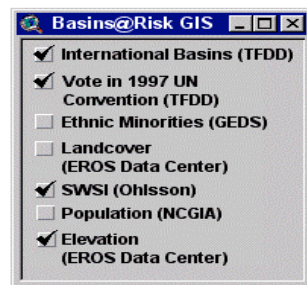 Basins@Risk GIS
International Basins (TFDD)
Vote in 1997 UN
Convention (TFDD)
Ethnic Minorities (GEDS)
Landcover
(EROS Data Center)
SWSI (Ohlsson)
Population (NCGIA)
Elevation
(EROS Data Center)